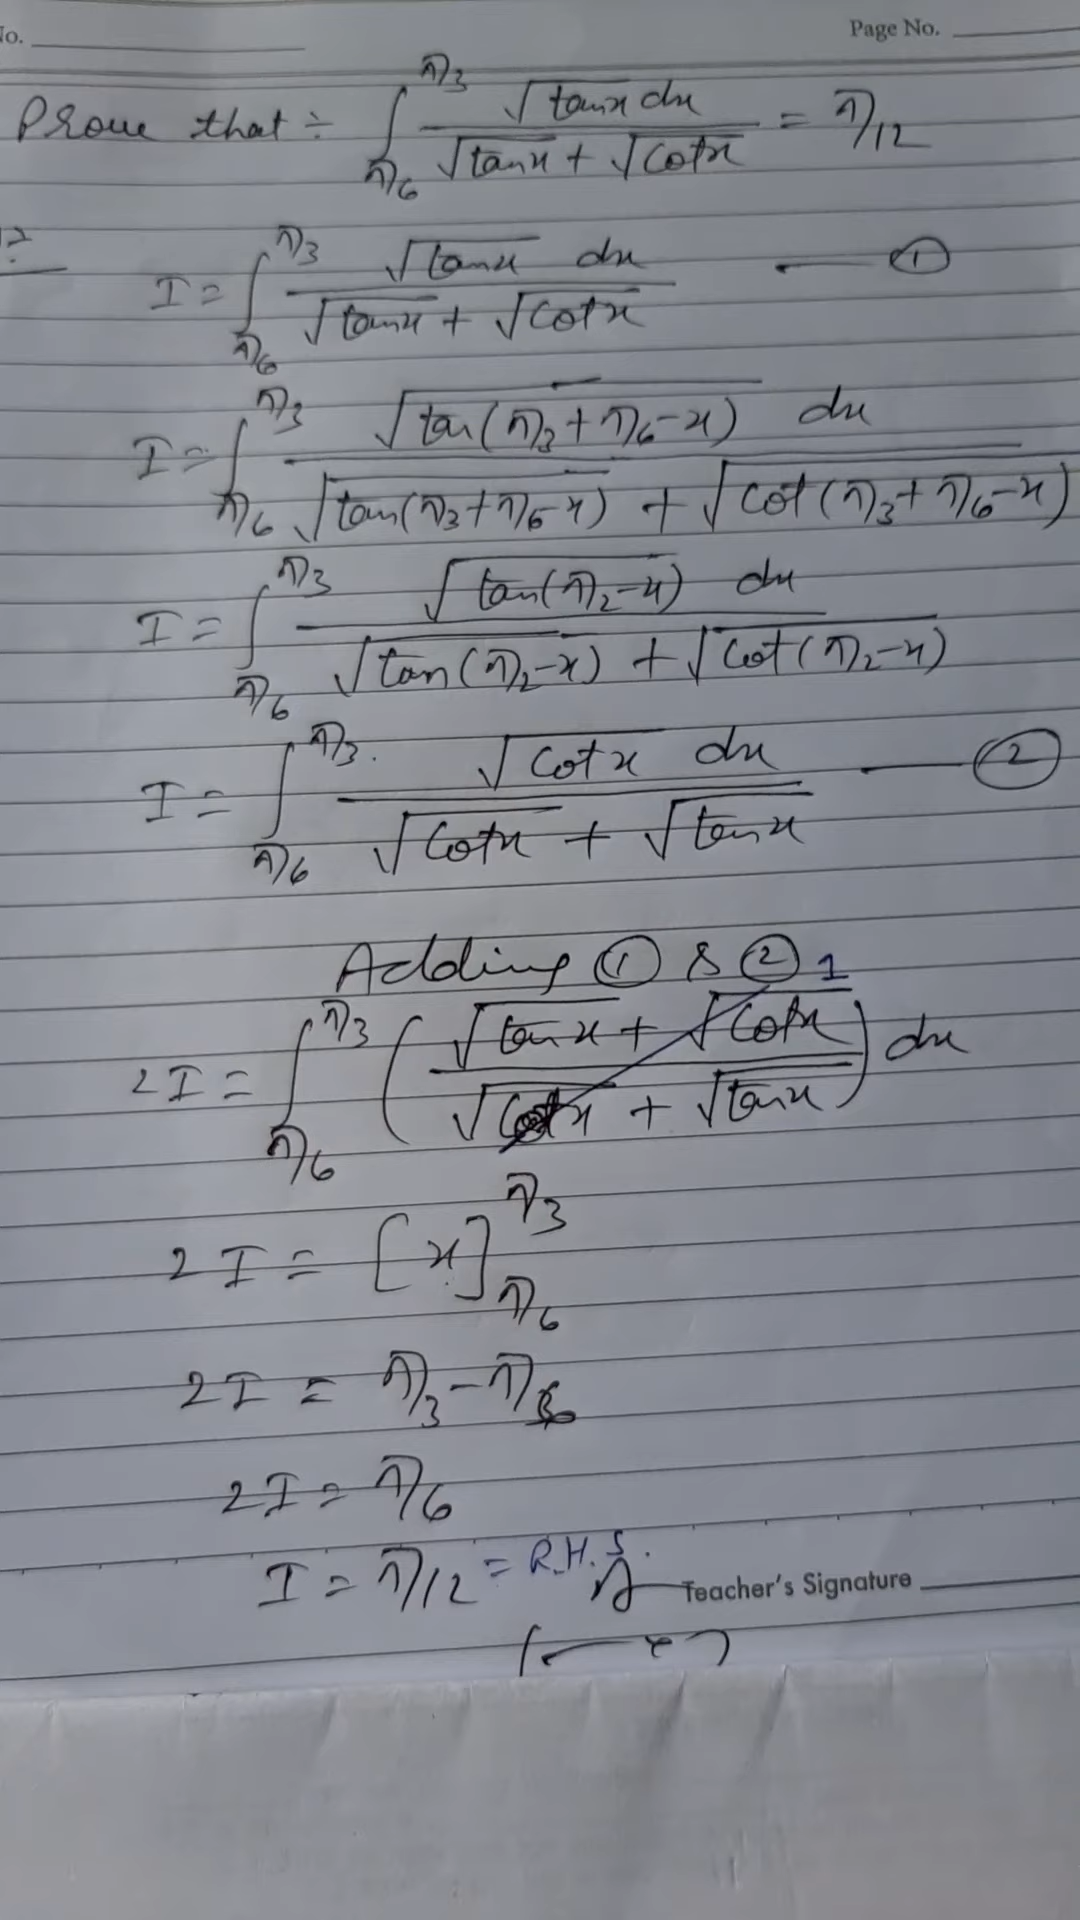 No. Page No.
Prove that :- ∫_{π/6}^{π/3} √tanx dx / (√tanx + √cotx) = π/12
I = ∫_{π/6}^{π/3} √tanx dx / (√tanx + √cotx) — ①
I = ∫_{π/6}^{π/3} √tan(π/3+π/6-x) dx / (√tan(π/3+π/6-x) + √cot(π/3+π/6-x))
I = ∫_{π/6}^{π/3} √tan(π/2-x) dx / (√tan(π/2-x) + √cot(π/2-x))
I = ∫_{π/6}^{π/3} √cotx dx / (√cotx + √tanx) — ②
Adding ① & ②
2I = ∫_{π/6}^{π/3} ((√tanx + √cotx) / (√cotx + √tanx)) dx 1
2I = [x]_{π/6}^{π/3}
2I = π/3 - π/6
2I = π/6
I = π/12 = R.H.S.
Teacher's Signature